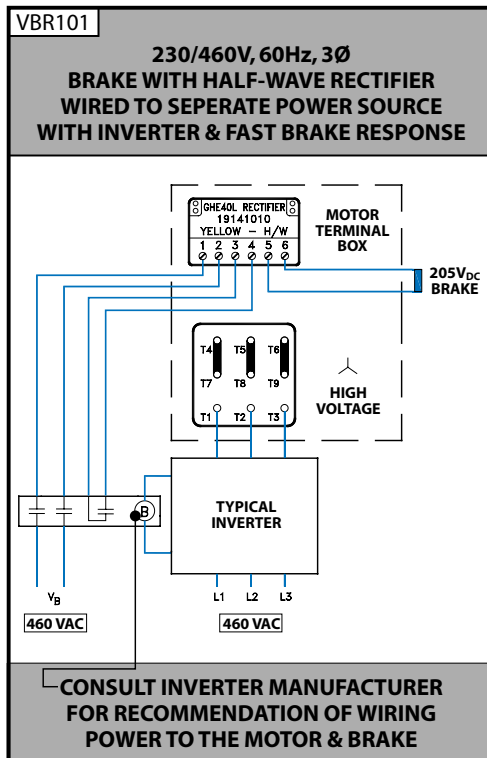 VBR101
230/460V, 60Hz, 3Ø
BRAKE WITH HALF-WAVE RECTIFIER
WIRED TO SEPERATE POWER SOURCE
WITH INVERTER & FAST BRAKE RESPONSE
GHE40L RECTIFIER
19141010
YELLOW - H/W
1 2 3 4 5 6
MOTOR
TERMINAL
BOX
205VDC
BRAKE
T4 T5 T6
T7 T8 T9
T1 T2 T3
HIGH
VOLTAGE
TYPICAL
INVERTER
B
VB
L1 L2 L3
460 VAC
460 VAC
CONSULT INVERTER MANUFACTURER
FOR RECOMMENDATION OF WIRING
POWER TO THE MOTOR & BRAKE